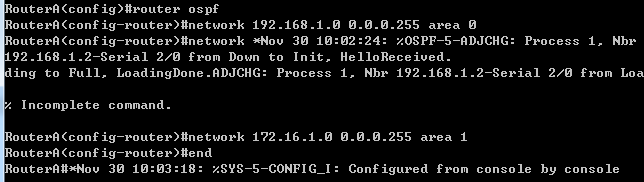 RouterA(config)#router ospf
RouterA(config-router)#network 192.168.1.0 0.0.0.255 area 0
RouterA(config-router)#network *Nov 30 10:02:24: %OSPF-5-ADJCHG: Process 1, Nbr
192.168.1.2-Serial 2/0 from Down to Init, HelloReceived.
ding to Full, LoadingDone.ADJCHG: Process 1, Nbr 192.168.1.2-Serial 2/0 from Loa
% Incomplete command.
RouterA(config-router)#network 172.16.1.0 0.0.0.255 area 1
RouterA(config-router)#end
RouterA#*Nov 30 10:03:18: %SYS-5-CONFIG_I: Configured from console by console